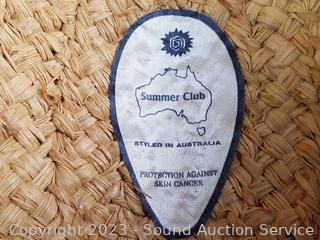 Summer Club
STYLED IN AUSTRALIA
PROTECTION AGAINST
SKIN CANCER
Copyright 2023 - Sound Auction Service